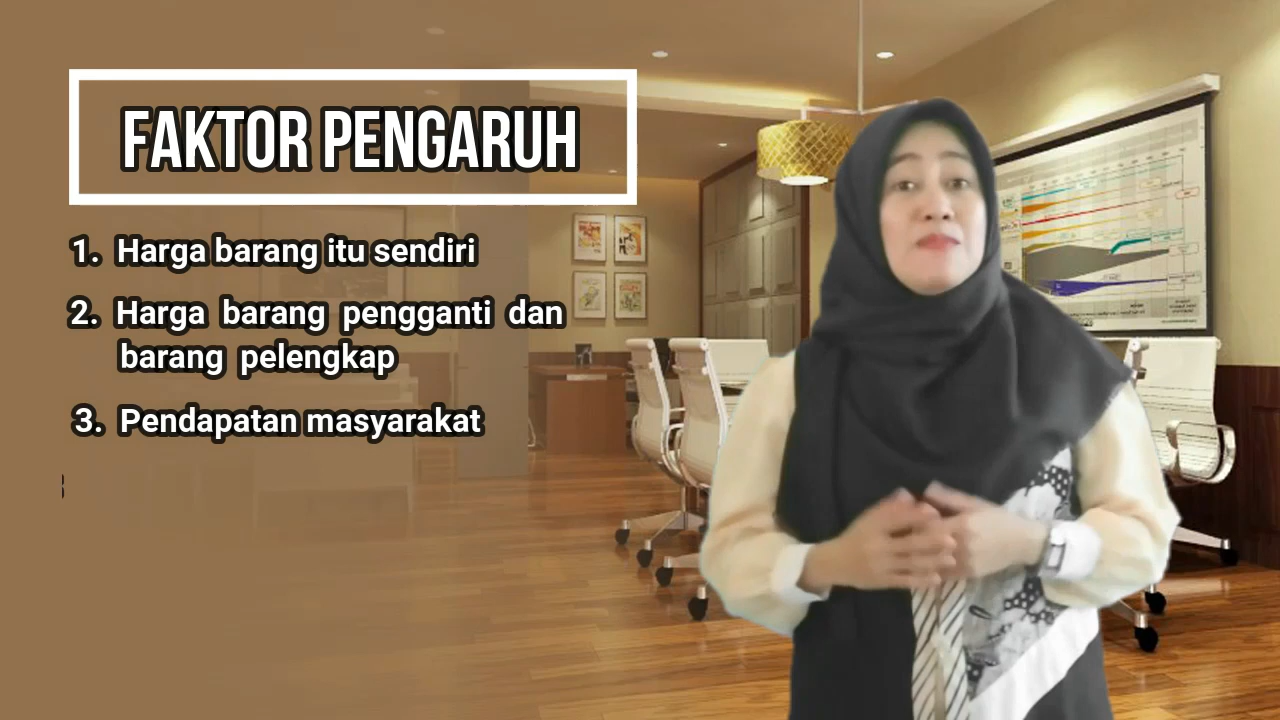 FAKTOR PENGARUH
1. Harga barang itu sendiri
2. Harga barang pengganti dan
barang pelengkap
3. Pendapatan masyarakat